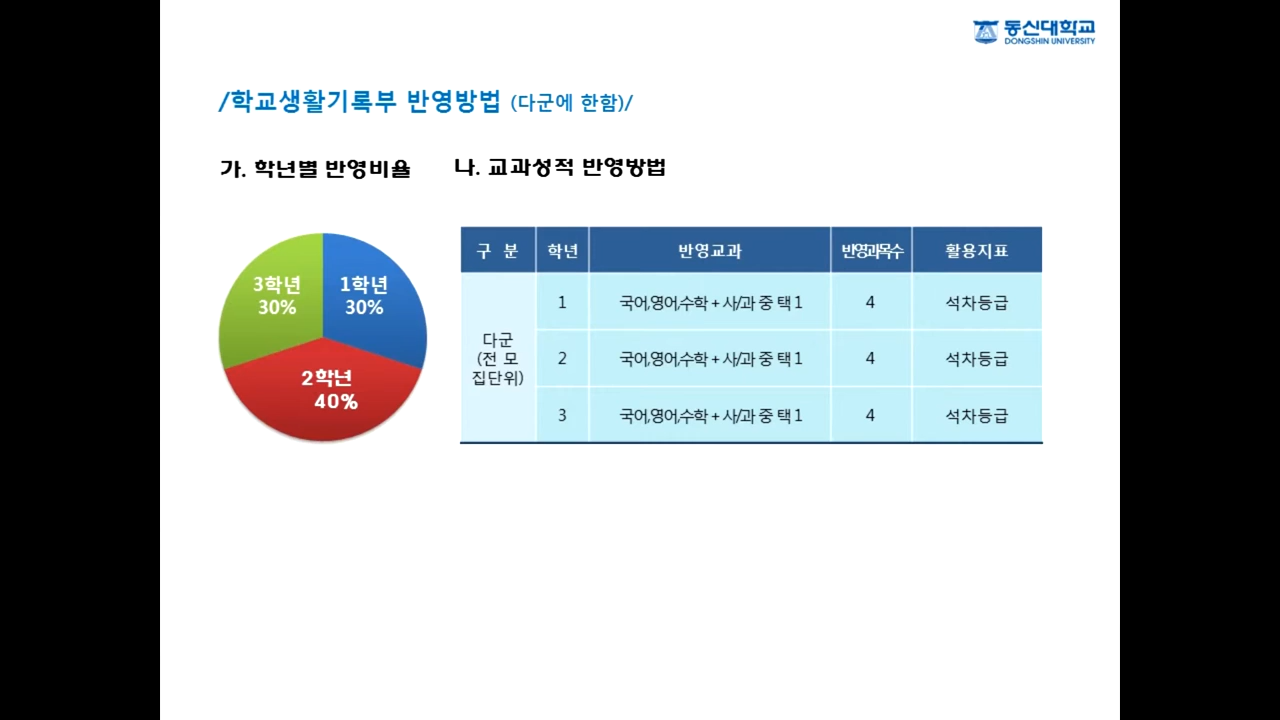 동신대학교
DONGSHIN UNIVERSITY
/학교생활기록부 반영방법 (다군에 한함)/
가. 학년별 반영비율
나. 교과성적 반영방법
3학년
30%
1학년
30%
2학년
40%
구 분 학년 반영교과 반영과목수 활용지표
다군
(전 모
집단위)
1 국어,영어,수학 + 사/과 중 택 1 4 석차등급
2 국어,영어,수학 + 사/과 중 택 1 4 석차등급
3 국어,영어,수학 + 사/과 중 택 1 4 석차등급